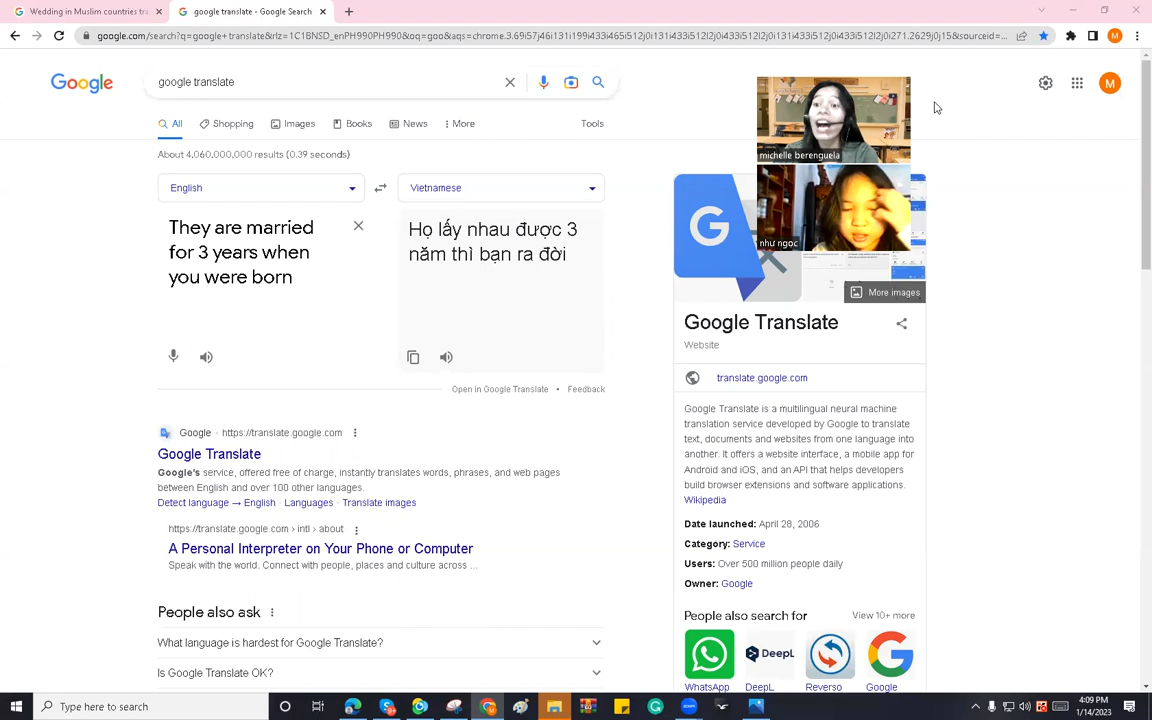 Wedding in Muslim countries tra
google translate - Google Search
google.com/search?q=google+translate&rlz=1C1BNSD_enPH990PH990&oq=goo&aqs=chrome.3.69i57j46i131i199i433i465i512j0i131i433i512l2j0i131i433i512l2j0i271.2629j0j15&sourceid=...
M
Google
google translate
M
All
Shopping
Images
Books
News
More
Tools
About 4,060,000,000 results (0.39 seconds)
michelle berenguela
English
Vietnamese
như ngoc
They are married
for 3 years when
you were born
Họ lấy nhau được 3
năm thì bạn ra đời
More images
Google Translate
Website
translate.google.com
Open in Google Translate • Feedback
Google Translate is a multilingual neural machine
translation service developed by Google to translate
text, documents and websites from one language into
another. It offers a website interface, a mobile app for
Android and iOS, and an API that helps developers
build browser extensions and software applications.
Wikipedia
Google · https://translate.google.com
Google Translate
Google's service, offered free of charge, instantly translates words, phrases, and web pages
between English and over 100 other languages.
Detect language → English · Languages · Translate images
https://translate.google.com › intl › about
A Personal Interpreter on Your Phone or Computer
Speak with the world. Connect with people, places and culture across ...
Date launched: April 28, 2006
Category: Service
Users: Over 500 million people daily
Owner: Google
People also ask
What language is hardest for Google Translate?
Is Google Translate OK?
People also search for
View 10+ more
DeepL
WhatsApp
DeepL
Reverso
Google
Type here to search
4:09 PM
1/14/2023